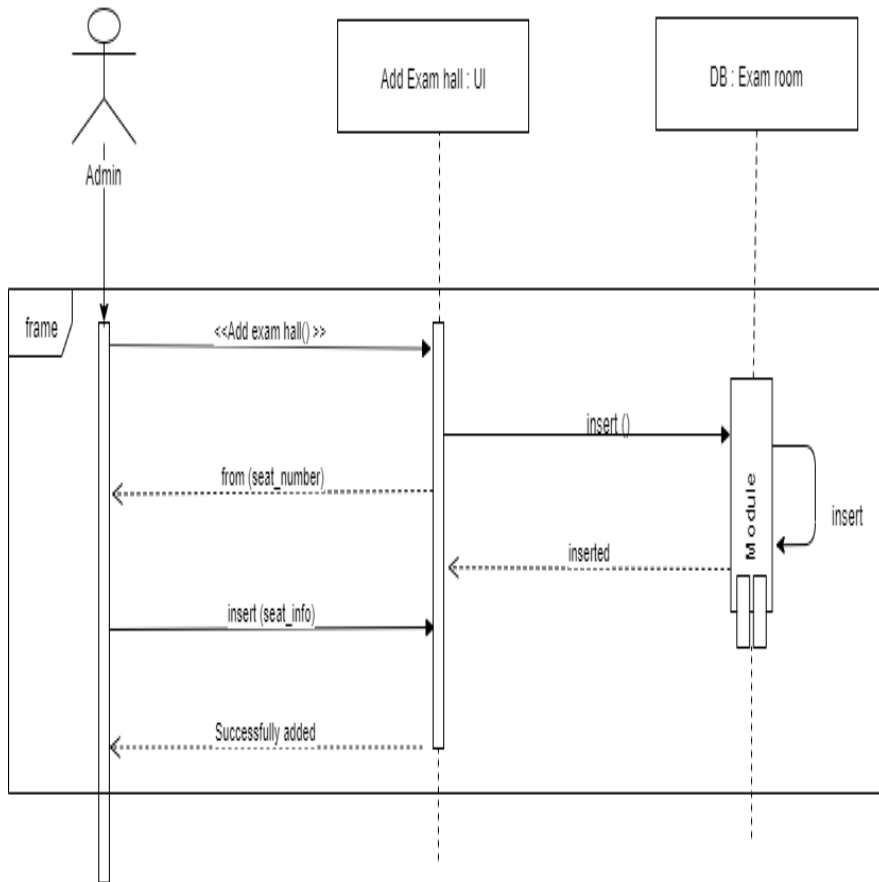 Add Exam hall : UI
DB : Exam room
Admin
frame
<<Add exam hall() >>
insert ()
from (seat_number)
Module
insert
inserted
insert (seat_info)
Successfully added